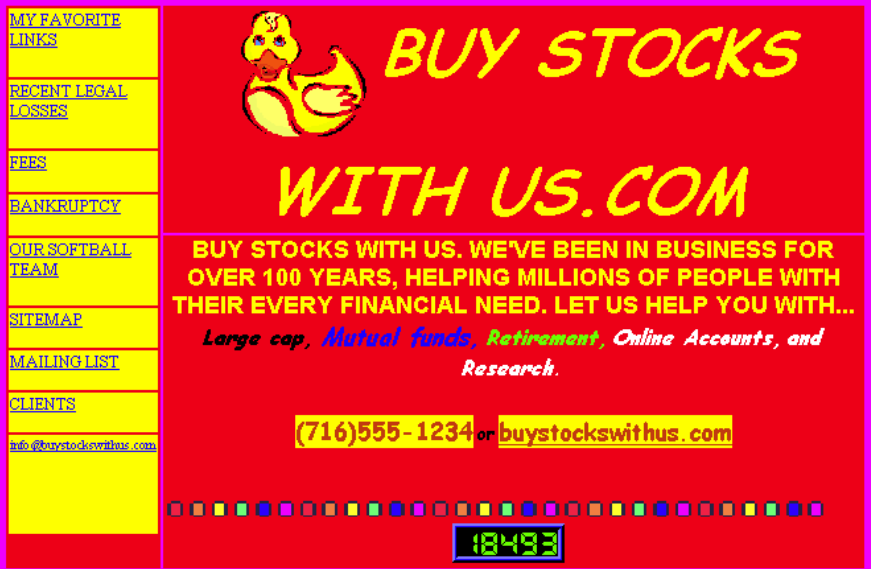 MY FAVORITE
LINKS
RECENT LEGAL
LOSSES
FEES
BANKRUPTCY
OUR SOFTBALL
TEAM
SITEMAP
MAILING LIST
CLIENTS
info@buystockswithus.com
BUY STOCKS
WITH US.COM
BUY STOCKS WITH US. WE'VE BEEN IN BUSINESS FOR
OVER 100 YEARS, HELPING MILLIONS OF PEOPLE WITH
THEIR EVERY FINANCIAL NEED. LET US HELP YOU WITH...
Large cap, Mutual funds, Retirement, Online Accounts, and
Research.
(716)555-1234 or buystockswithus.com
18493